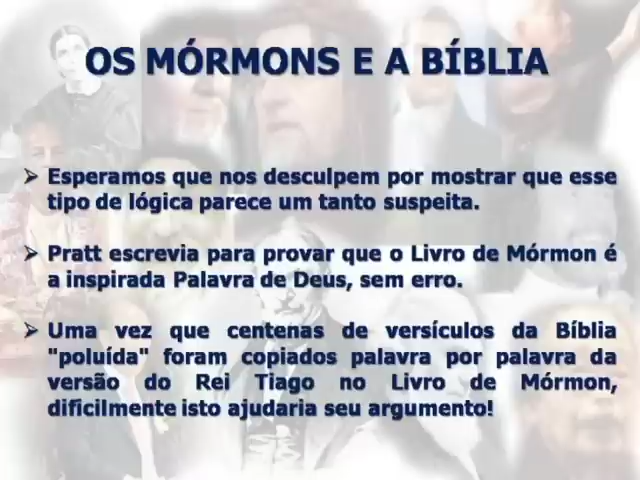 OS MÓRMONS E A BÍBLIA
➢ Esperamos que nos desculpem por mostrar que esse
tipo de lógica parece um tanto suspeita.
➢ Pratt escrevia para provar que o Livro de Mórmon é
a inspirada Palavra de Deus, sem erro.
➢ Uma vez que centenas de versículos da Bíblia
"poluída" foram copiados palavra por palavra da
versão do Rei Tiago no Livro de Mórmon,
dificilmente isto ajudaria seu argumento!